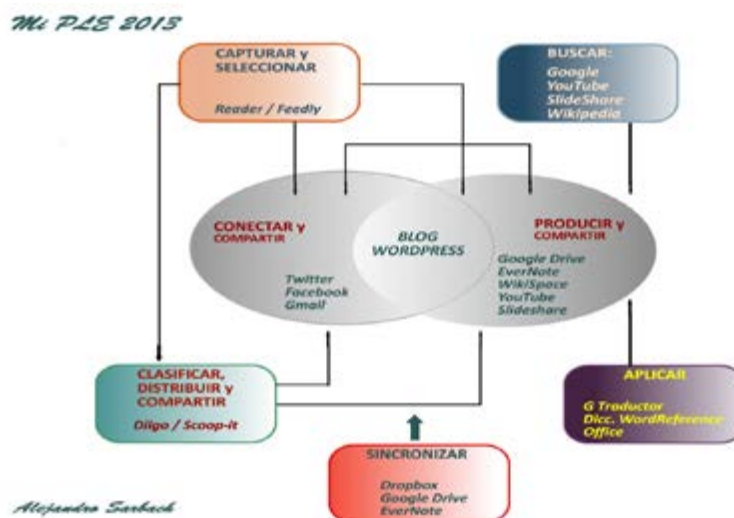 Mi PLE 2013
CAPTURAR y
SELECCIONAR
Reader / Feedly
BUSCAR:
Google
YouTube
SlideShare
Wikipedia
CONECTAR y
COMPARTIR
Twitter
Facebook
Gmail
BLOG
WORDPRESS
PRODUCIR y
COMPARTIR
Google Drive
EverNote
WikiSpace
YouTube
Slideshare
CLASIFICAR,
DISTRIBUIR y
COMPARTIR
Diigo / Scoop-it
APLICAR
G Traductor
Dicc. WordReference
Office
SINCRONIZAR
Dropbox
Google Drive
EverNote
Alejandro Sarbach